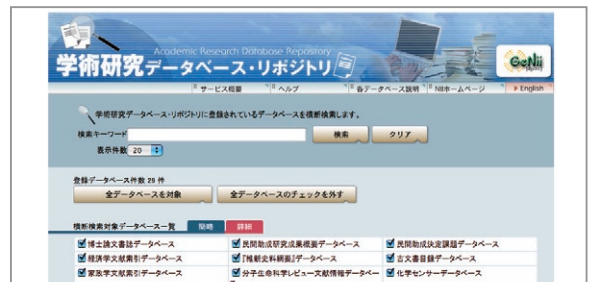 Academic Research Database Repository
学術研究データベース・リポジトリ
GeNii
サービス概要 ヘルプ 各データベース説明 NIIホームページ English
学術研究データベース・リポジトリに登録されているデータベースを横断検索します。
検索キーワード 検索 クリア
表示件数 20
登録データベース件数 29 件
全データベースを対象 全データベースのチェックを外す
横断検索対象データベース一覧 簡略 詳細
博士論文書誌データベース 民間助成研究成果概要データベース 民間助成決定課題データベース
経済学文献索引データベース 『維新史料綱要』データベース 古文書目録データベース
家政学文献索引データベース 分子生命科学レビュー文献情報データベー 化学センサーデータベース